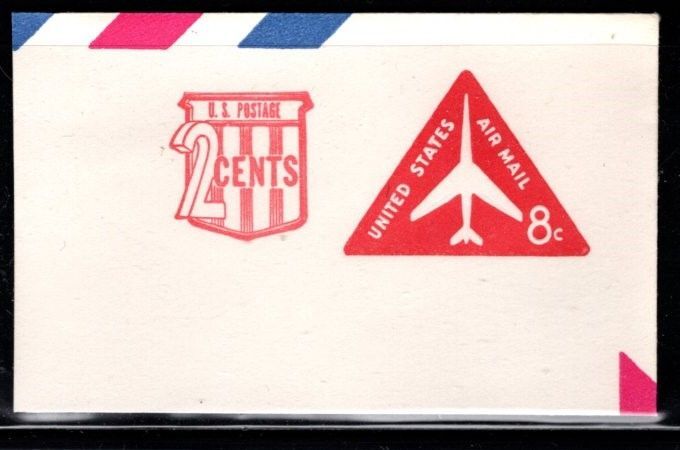 U. S. POSTAGE
2 CENTS
UNITED STATES
AIR MAIL
8c